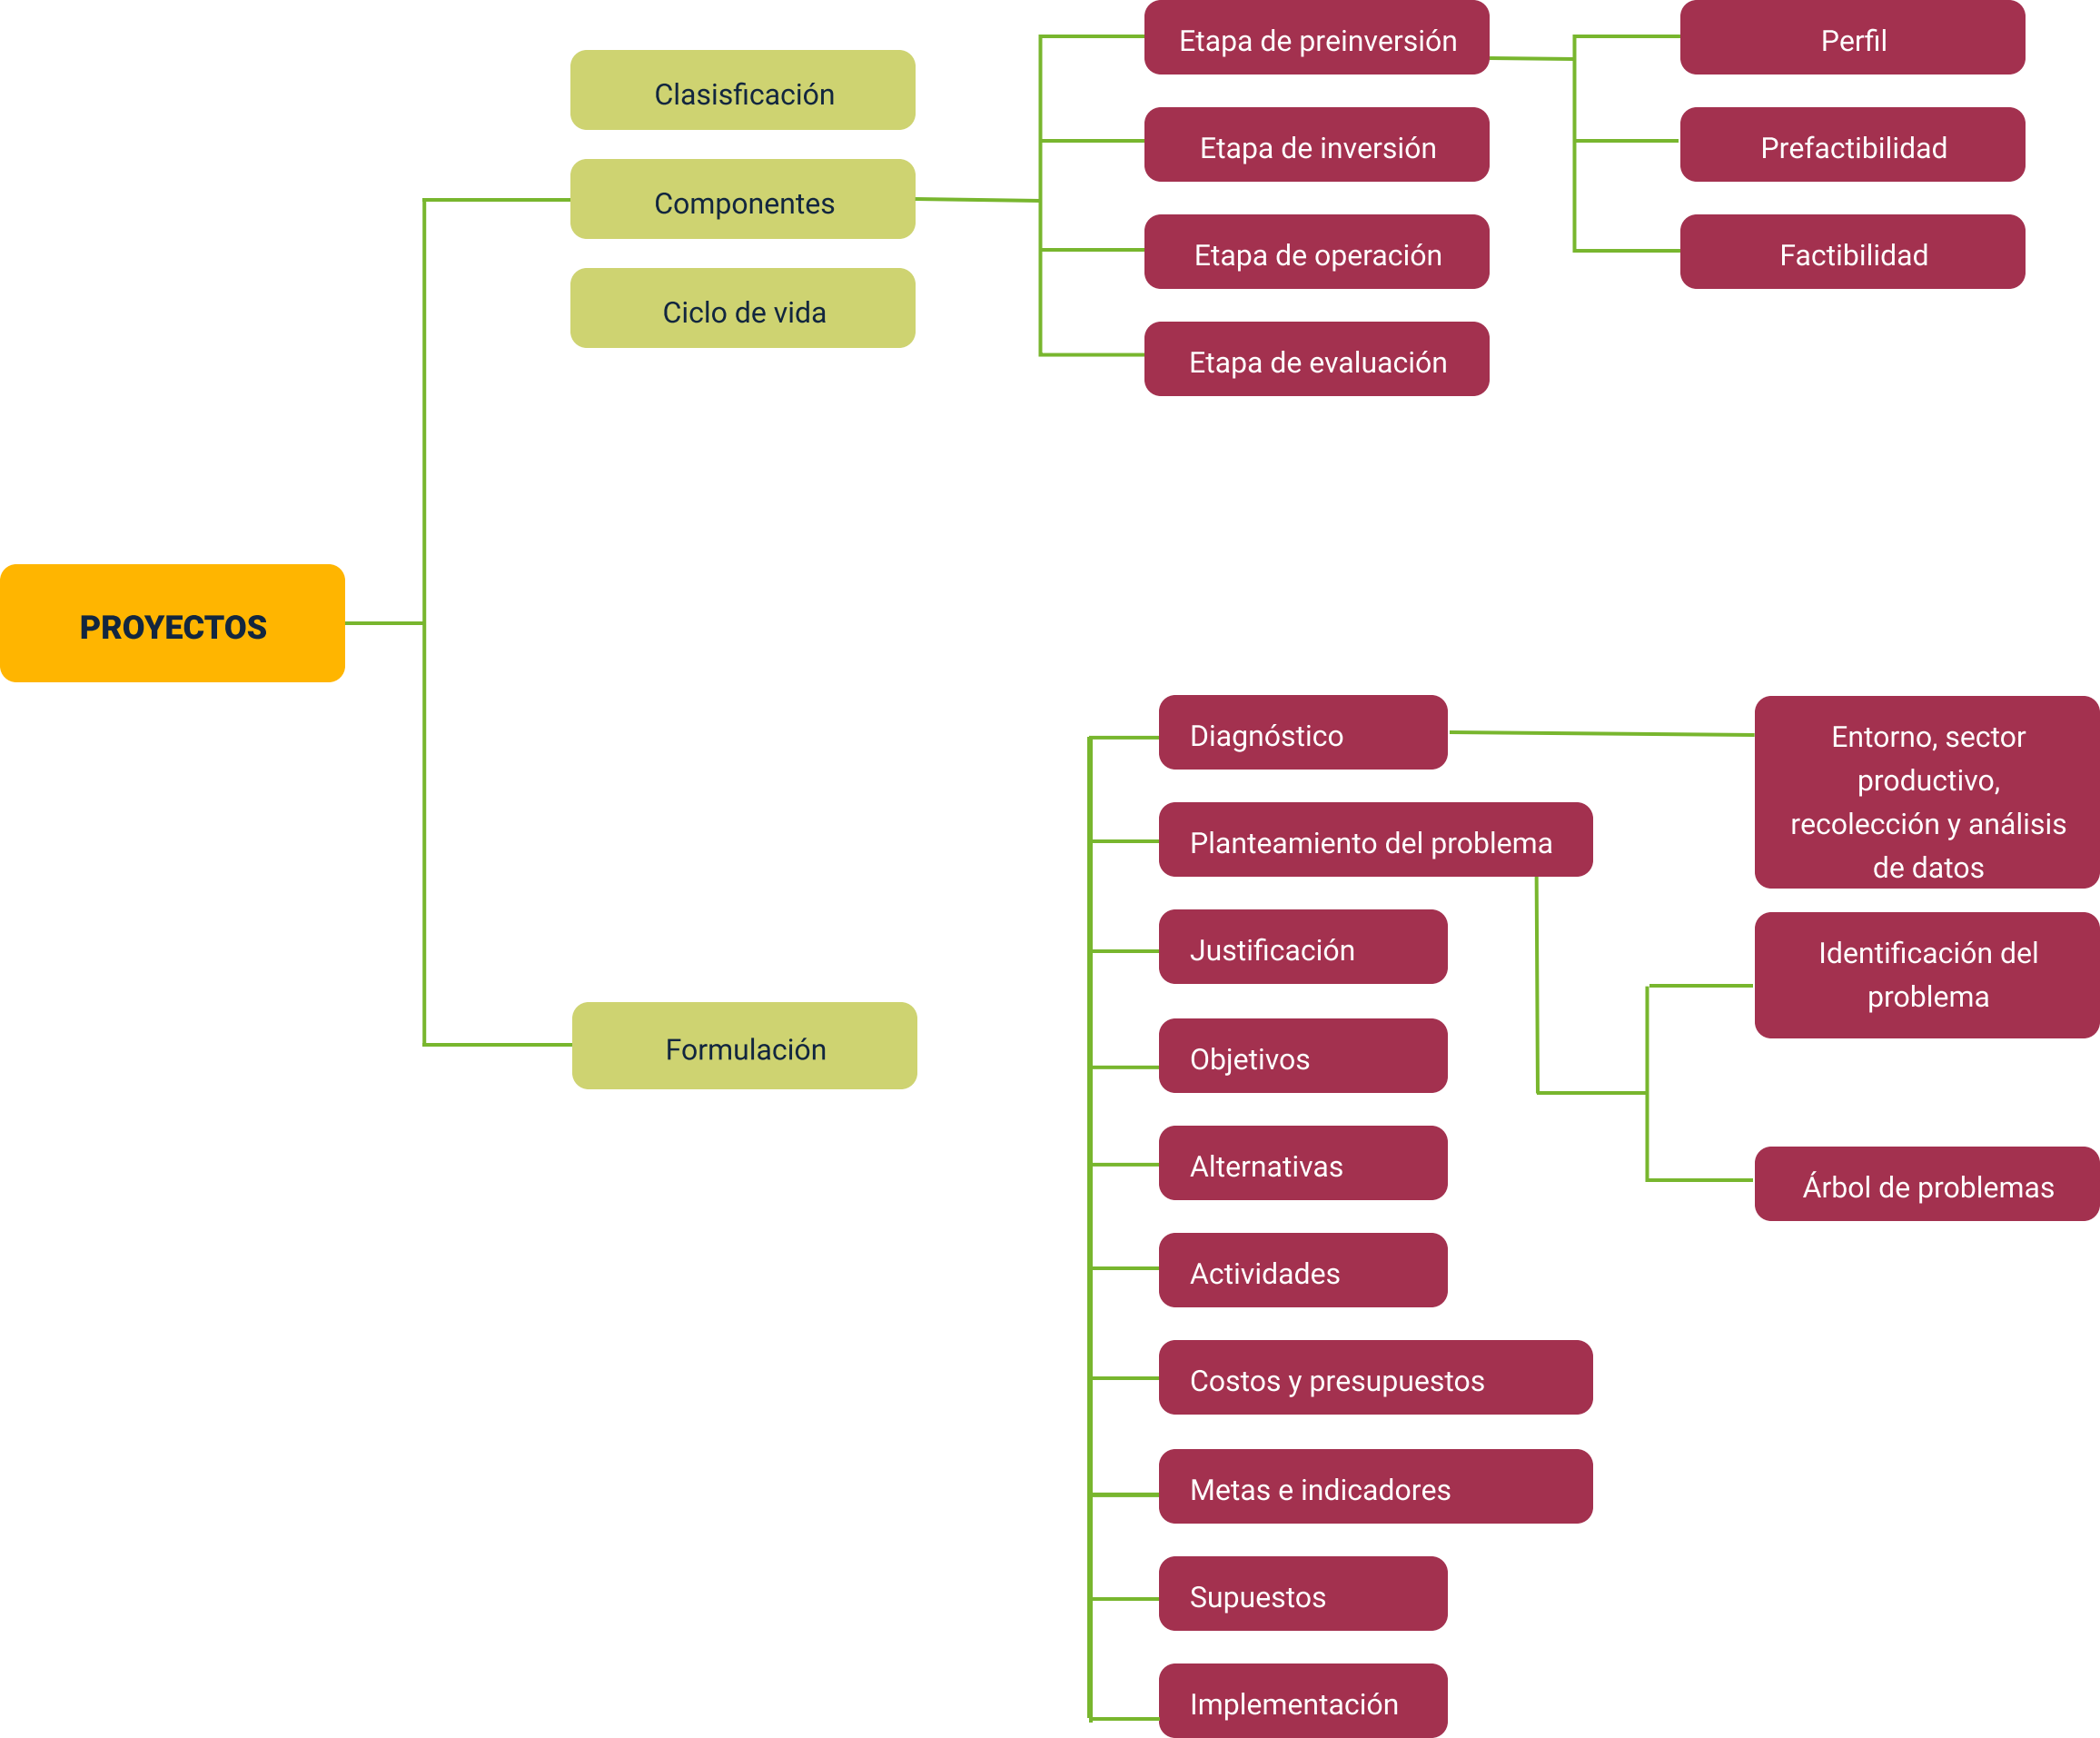 PROYECTOS
Clasisficación
Componentes
Ciclo de vida
Etapa de preinversión
Etapa de inversión
Etapa de operación
Etapa de evaluación
Perfil
Prefactibilidad
Factibilidad
Formulación
Diagnóstico
Planteamiento del problema
Justificación
Objetivos
Alternativas
Actividades
Costos y presupuestos
Metas e indicadores
Supuestos
Implementación
Entorno, sector
productivo,
recolección y análisis
de datos
Identificación del
problema
Árbol de problemas